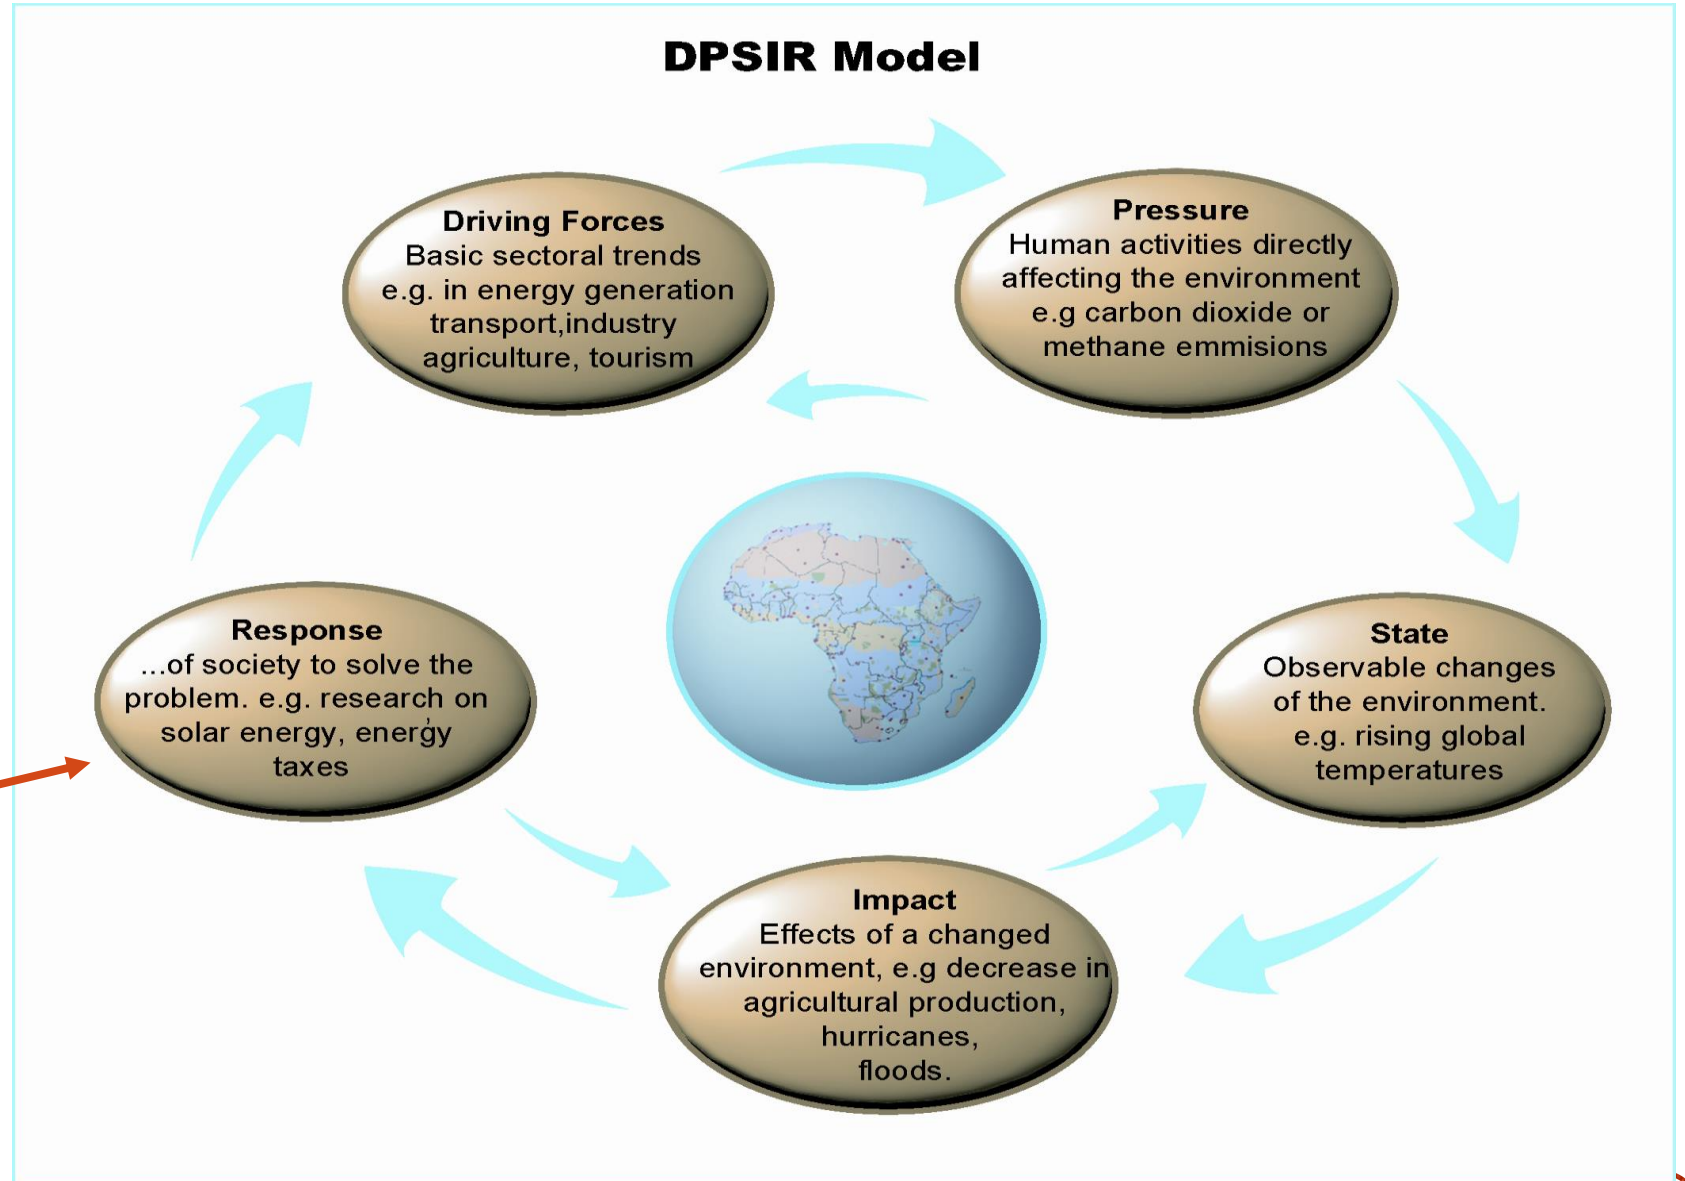 DPSIR Model
Driving Forces
Basic sectoral trends
e.g. in energy generation
transport,industry
agriculture, tourism
Pressure
Human activities directly
affecting the environment
e.g carbon dioxide or
methane emmisions
Response
...of society to solve the
problem. e.g. research on
solar energy, energy
taxes
State
Observable changes
of the environment.
e.g. rising global
temperatures
Impact
Effects of a changed
environment, e.g decrease in
agricultural production,
hurricanes,
floods.